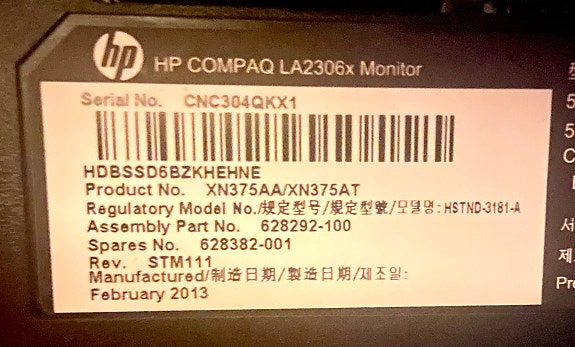 hp HP COMPAQ LA2306x Monitor
Serial No. CNC304QKX1
HDBSSD6BZKHEHNE
Product No. XN375AA/XN375AT
Regulatory Model No./规定型号/規定型號/모델명: HSTND-3181-A
Assembly Part No. 628292-100
Spares No. 628382-001
Rev. STM111
Manufactured/制造日期/製造日期/제조일:
February 2013